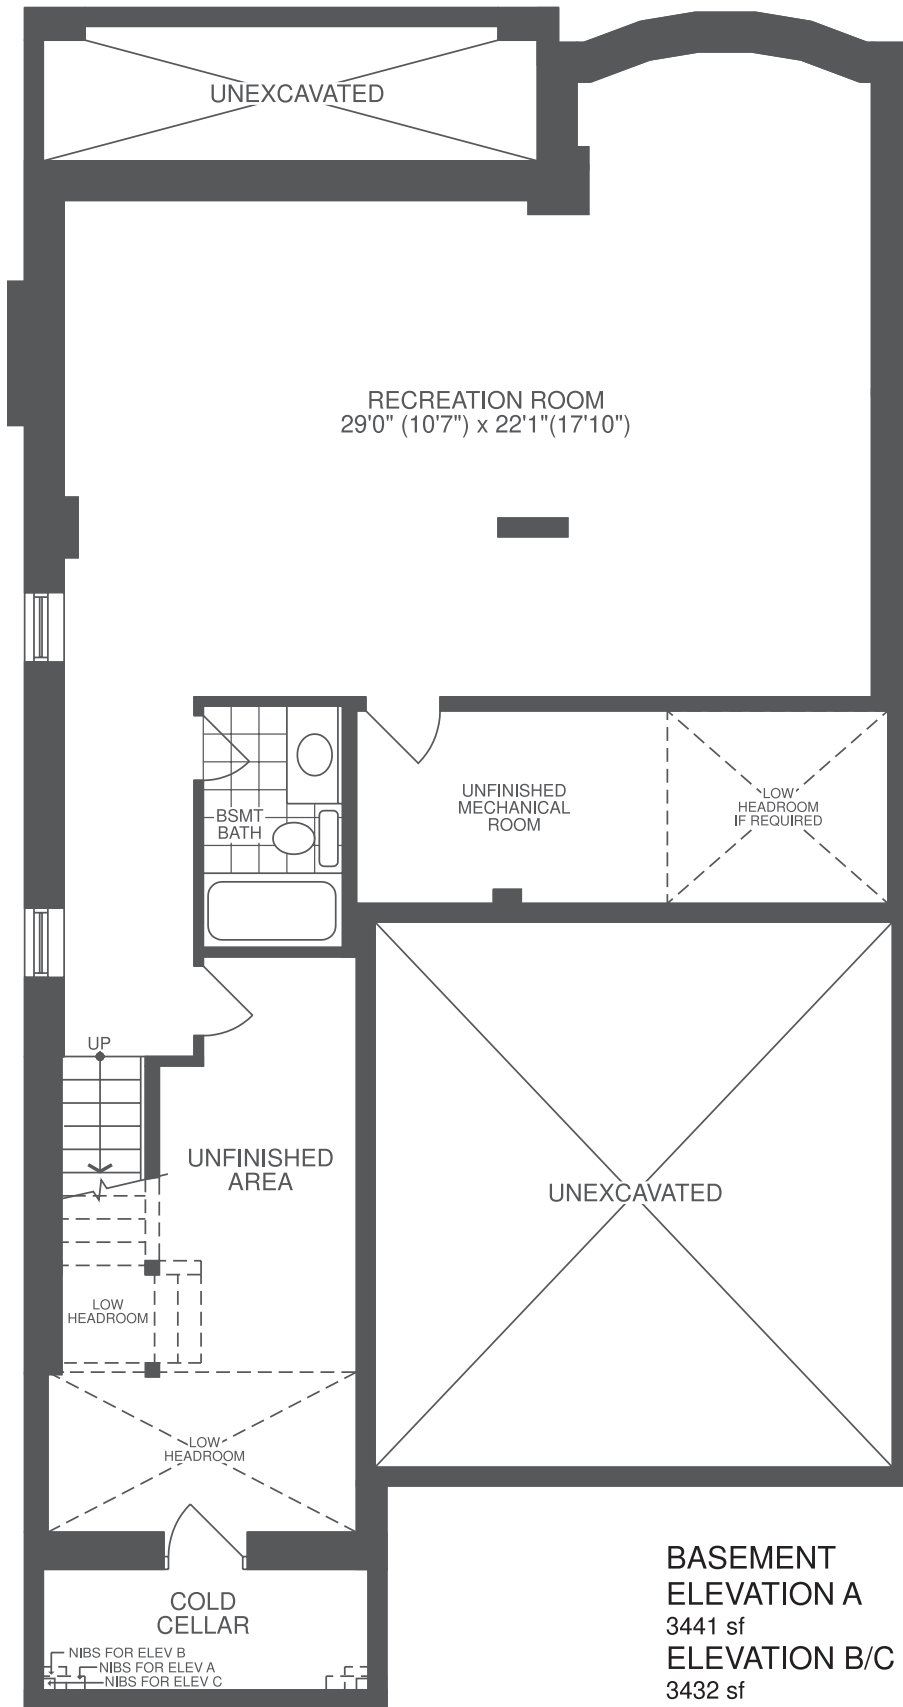 UNEXCAVATED
RECREATION ROOM
29'0" (10'7") x 22'1"(17'10")
BSMT
BATH
UNFINISHED
MECHANICAL
ROOM
LOW
HEADROOM
IF REQUIRED
UP
UNFINISHED
AREA
UNEXCAVATED
LOW
HEADROOM
LOW
HEADROOM
COLD
CELLAR
NIBS FOR ELEV B
NIBS FOR ELEV A
NIBS FOR ELEV C
BASEMENT
ELEVATION A
3441 sf
ELEVATION B/C
3432 sf